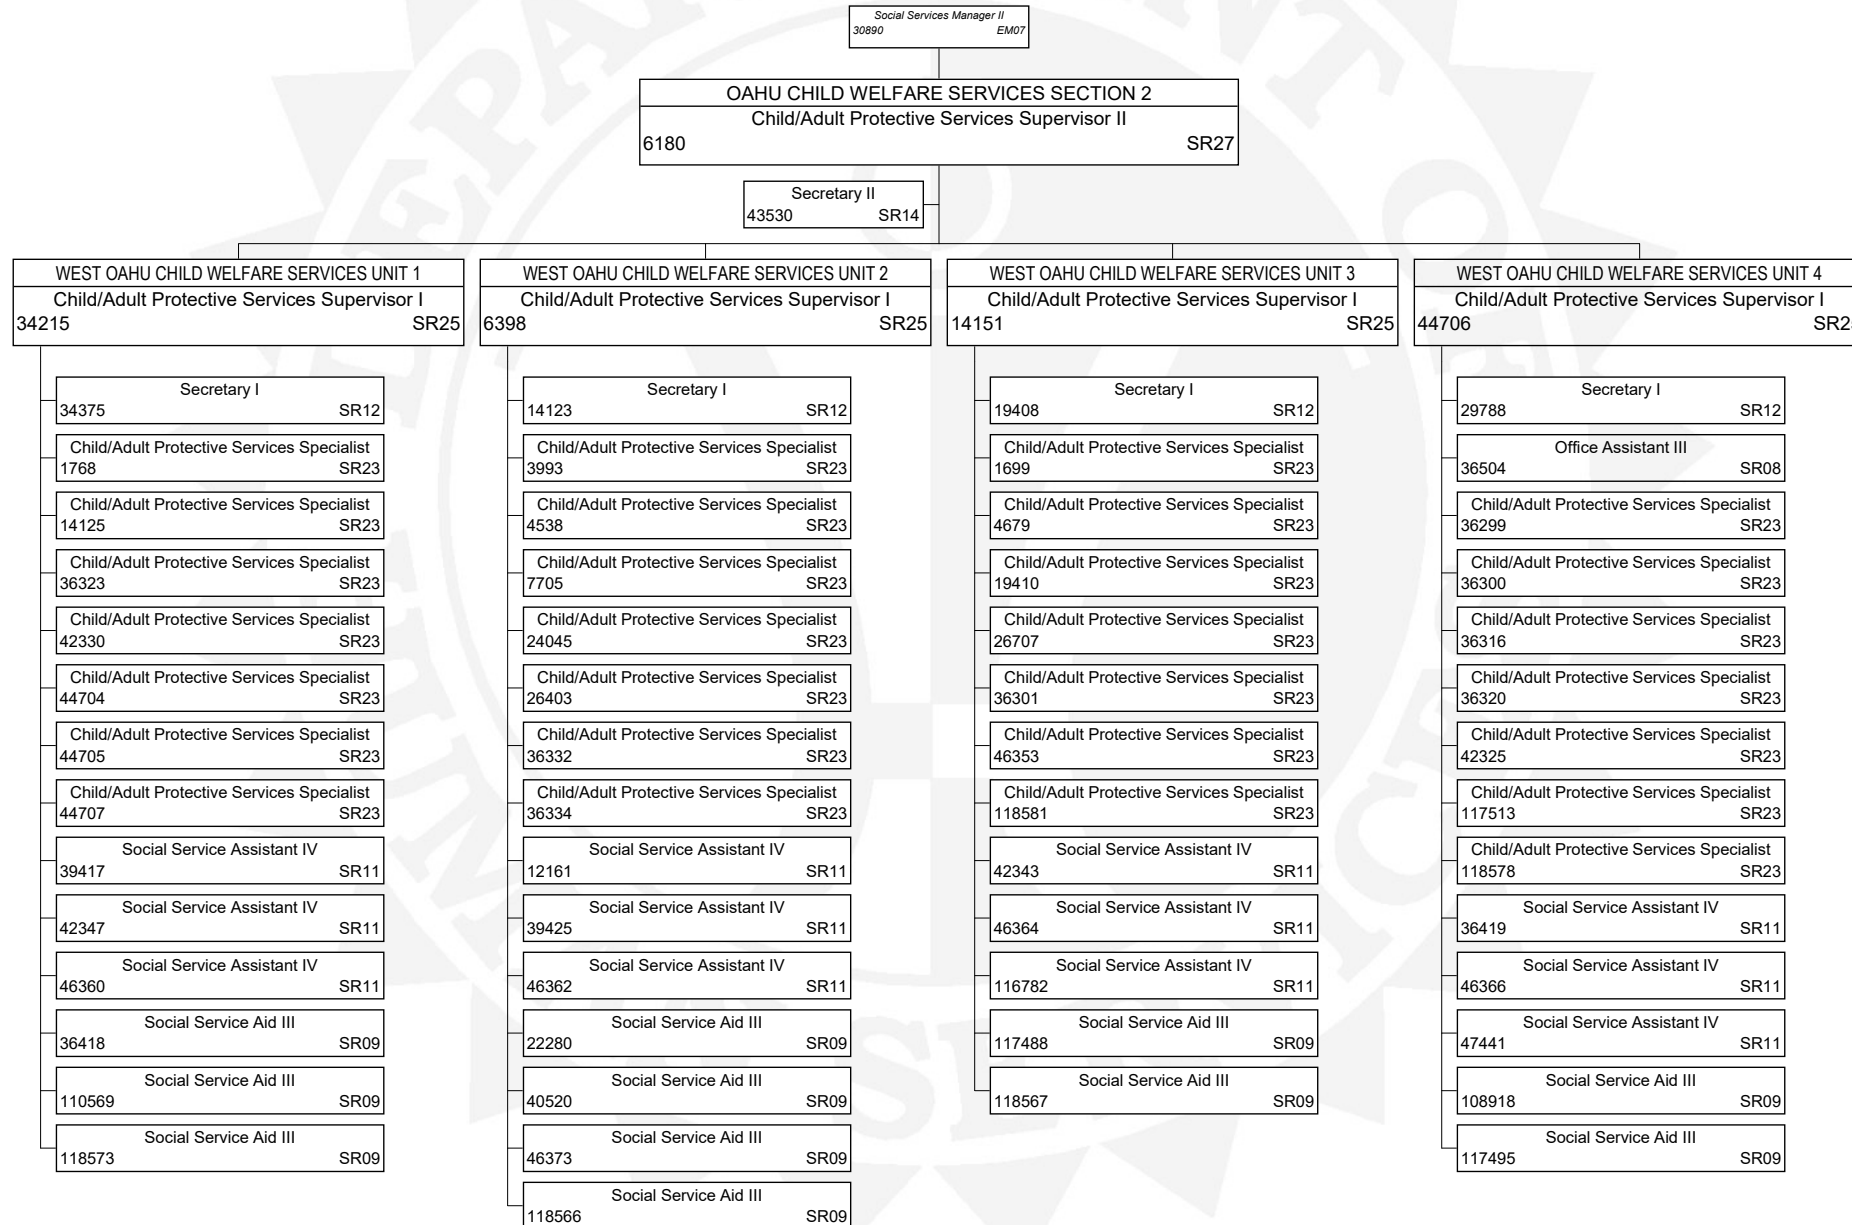 Social Services Manager II
30890 EM07
OAHU CHILD WELFARE SERVICES SECTION 2
Child/Adult Protective Services Supervisor II
6180 SR27
Secretary II
43530 SR14
WEST OAHU CHILD WELFARE SERVICES UNIT 1
Child/Adult Protective Services Supervisor I
34215 SR25
Secretary I
34375 SR12
Child/Adult Protective Services Specialist
1768 SR23
Child/Adult Protective Services Specialist
14125 SR23
Child/Adult Protective Services Specialist
36323 SR23
Child/Adult Protective Services Specialist
42330 SR23
Child/Adult Protective Services Specialist
44704 SR23
Child/Adult Protective Services Specialist
44705 SR23
Child/Adult Protective Services Specialist
44707 SR23
Social Service Assistant IV
39417 SR11
Social Service Assistant IV
42347 SR11
Social Service Assistant IV
46360 SR11
Social Service Aid III
36418 SR09
Social Service Aid III
110569 SR09
Social Service Aid III
118573 SR09
WEST OAHU CHILD WELFARE SERVICES UNIT 2
Child/Adult Protective Services Supervisor I
6398 SR25
Secretary I
14123 SR12
Child/Adult Protective Services Specialist
3993 SR23
Child/Adult Protective Services Specialist
4538 SR23
Child/Adult Protective Services Specialist
7705 SR23
Child/Adult Protective Services Specialist
24045 SR23
Child/Adult Protective Services Specialist
26403 SR23
Child/Adult Protective Services Specialist
36332 SR23
Child/Adult Protective Services Specialist
36334 SR23
Social Service Assistant IV
12161 SR11
Social Service Assistant IV
39425 SR11
Social Service Assistant IV
46362 SR11
Social Service Aid III
22280 SR09
Social Service Aid III
40520 SR09
Social Service Aid III
46373 SR09
Social Service Aid III
118566 SR09
WEST OAHU CHILD WELFARE SERVICES UNIT 3
Child/Adult Protective Services Supervisor I
14151 SR25
Secretary I
19408 SR12
Child/Adult Protective Services Specialist
1699 SR23
Child/Adult Protective Services Specialist
4679 SR23
Child/Adult Protective Services Specialist
19410 SR23
Child/Adult Protective Services Specialist
26707 SR23
Child/Adult Protective Services Specialist
36301 SR23
Child/Adult Protective Services Specialist
46353 SR23
Child/Adult Protective Services Specialist
118581 SR23
Social Service Assistant IV
42343 SR11
Social Service Assistant IV
46364 SR11
Social Service Assistant IV
116782 SR11
Social Service Aid III
117488 SR09
Social Service Aid III
118567 SR09
WEST OAHU CHILD WELFARE SERVICES UNIT 4
Child/Adult Protective Services Supervisor I
44706
Secretary I
29788 SR12
Office Assistant III
36504 SR08
Child/Adult Protective Services Specialist
36299 SR23
Child/Adult Protective Services Specialist
36300 SR23
Child/Adult Protective Services Specialist
36316 SR23
Child/Adult Protective Services Specialist
36320 SR23
Child/Adult Protective Services Specialist
42325 SR23
Child/Adult Protective Services Specialist
117513 SR23
Child/Adult Protective Services Specialist
118578 SR23
Social Service Assistant IV
36419 SR11
Social Service Assistant IV
46366 SR11
Social Service Assistant IV
47441 SR11
Social Service Aid III
108918 SR09
Social Service Aid III
117495 SR09